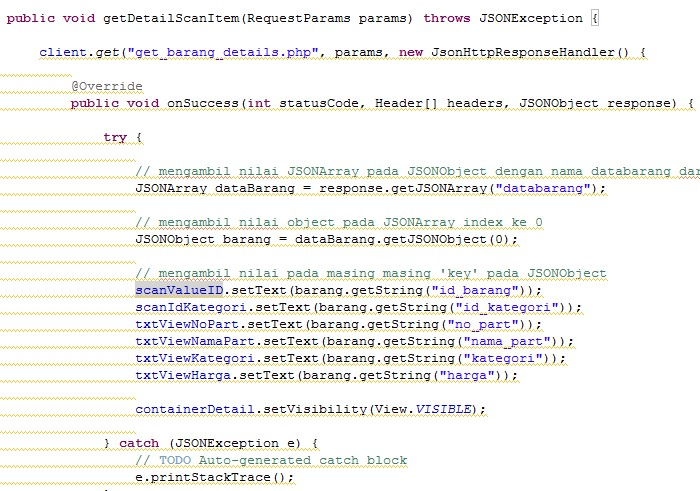 public void getDetailScanItem(RequestParams params) throws JSONException {
client.get("get_barang_details.php", params, new JsonHttpResponseHandler() {
@Override
public void onSuccess(int statusCode, Header[] headers, JSONObject response) {
try {
// mengambil nilai JSONArray pada JSONObject dengan nama databarang dar
JSONArray dataBarang = response.getJSONArray("databarang");
// mengambil nilai object pada JSONArray index ke 0
JSONObject barang = dataBarang.getJSONObject(0);
// mengambil nilai pada masing masing 'key' pada JSONObject
scanValueID.setText(barang.getString("id_barang"));
scanIdKategori.setText(barang.getString("id_kategori"));
txtViewNoPart.setText(barang.getString("no_part"));
txtViewNamaPart.setText(barang.getString("nama_part"));
txtViewKategori.setText(barang.getString("kategori"));
txtViewHarga.setText(barang.getString("harga"));
containerDetail.setVisibility(View.VISIBLE);
} catch (JSONException e) {
// TODO Auto-generated catch block
e.printStackTrace();